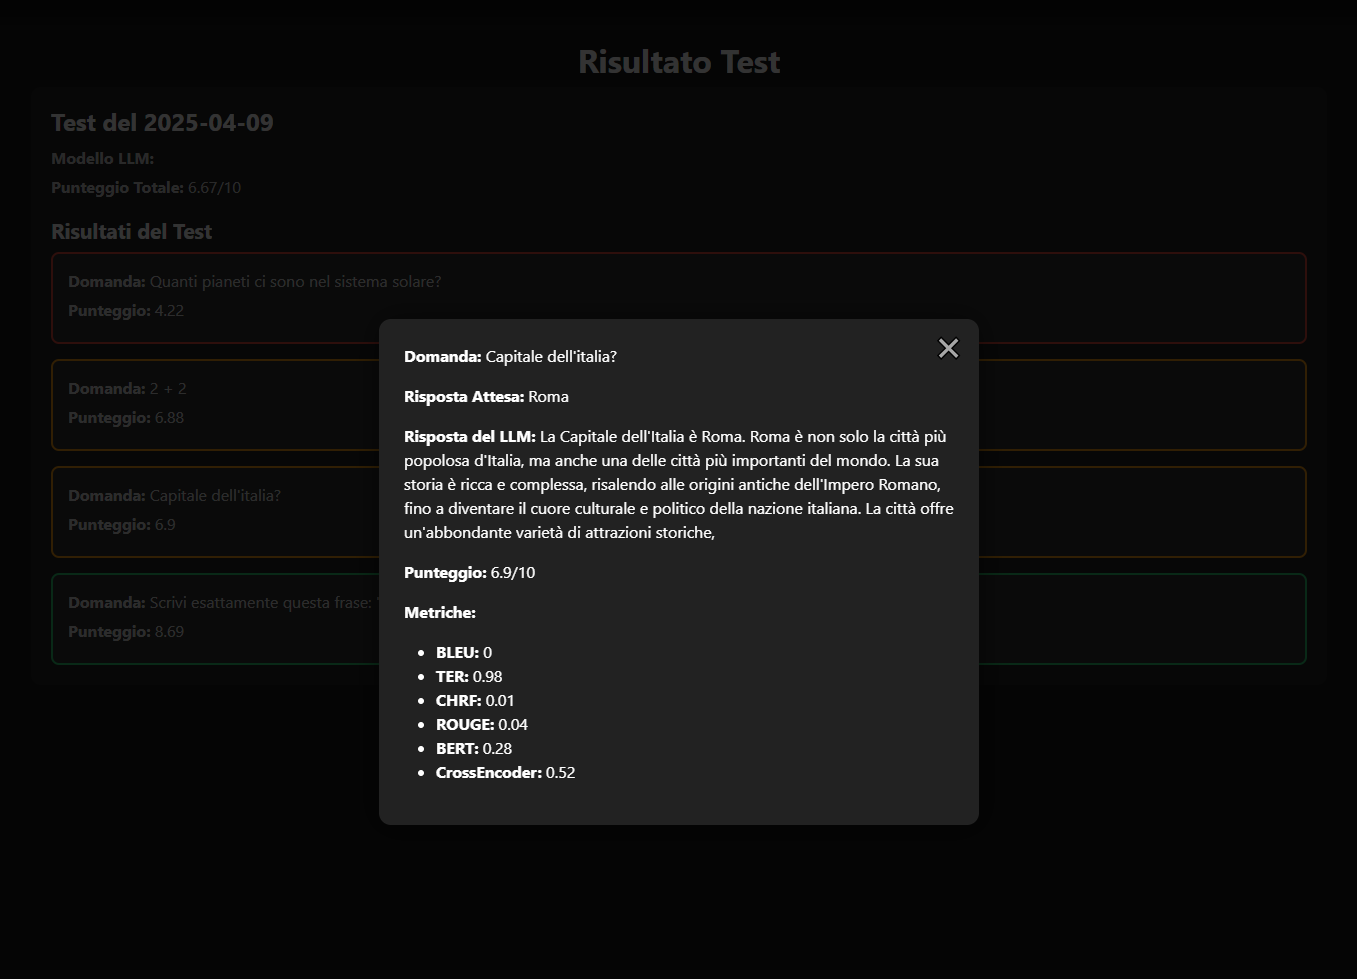 Risultato Test
Test del 2025-04-09
Modello LLM:
Punteggio Totale: 6.67/10
Risultati del Test
Domanda: Quanti pianeti ci sono nel sistema solare?
Punteggio: 4.22
Domanda: 2 + 2
Punteggio: 6.88
Domanda: Capitale dell'italia?
Punteggio: 6.9
Domanda: Scrivi esattamente questa frase:
Punteggio: 8.69
Domanda: Capitale dell'italia?
Risposta Attesa: Roma
Risposta del LLM: La Capitale dell'Italia è Roma. Roma è non solo la città più
popolosa d'Italia, ma anche una delle città più importanti del mondo. La sua
storia è ricca e complessa, risalendo alle origini antiche dell'Impero Romano,
fino a diventare il cuore culturale e politico della nazione italiana. La città offre
un'abbondante varietà di attrazioni storiche,
Punteggio: 6.9/10
Metriche:
• BLEU: 0
• TER: 0.98
• CHRF: 0.01
• ROUGE: 0.04
• BERT: 0.28
• CrossEncoder: 0.52